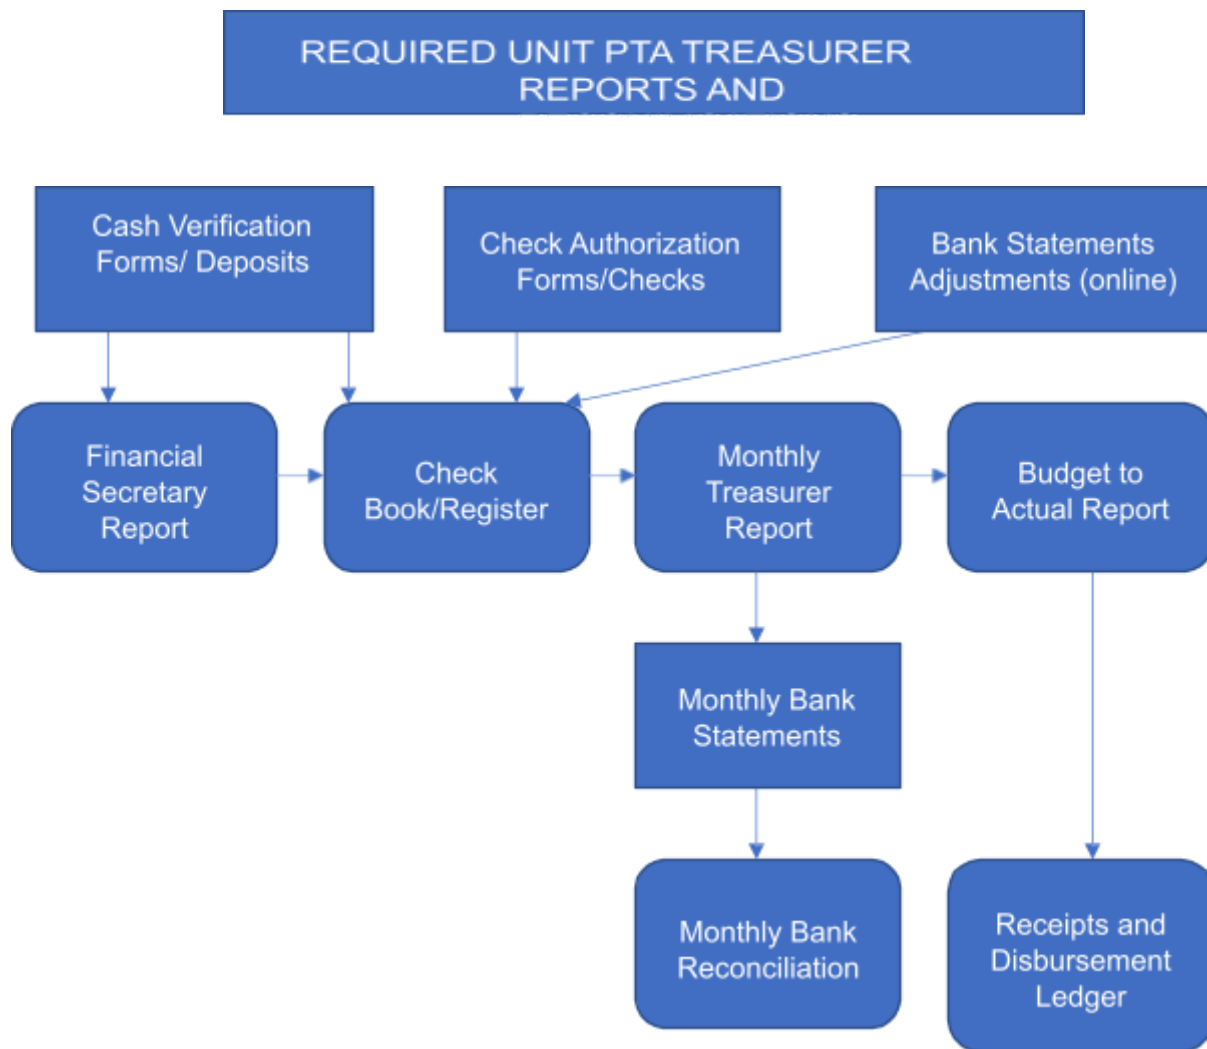 REQUIRED UNIT PTA TREASURER
REPORTS AND
Cash Verification
Forms/ Deposits
Check Authorization
Forms/Checks
Bank Statements
Adjustments (online)
Financial
Secretary
Report
Check
Book/Register
Monthly
Treasurer
Report
Budget to
Actual Report
Monthly Bank
Statements
Monthly Bank
Reconciliation
Receipts and
Disbursement
Ledger